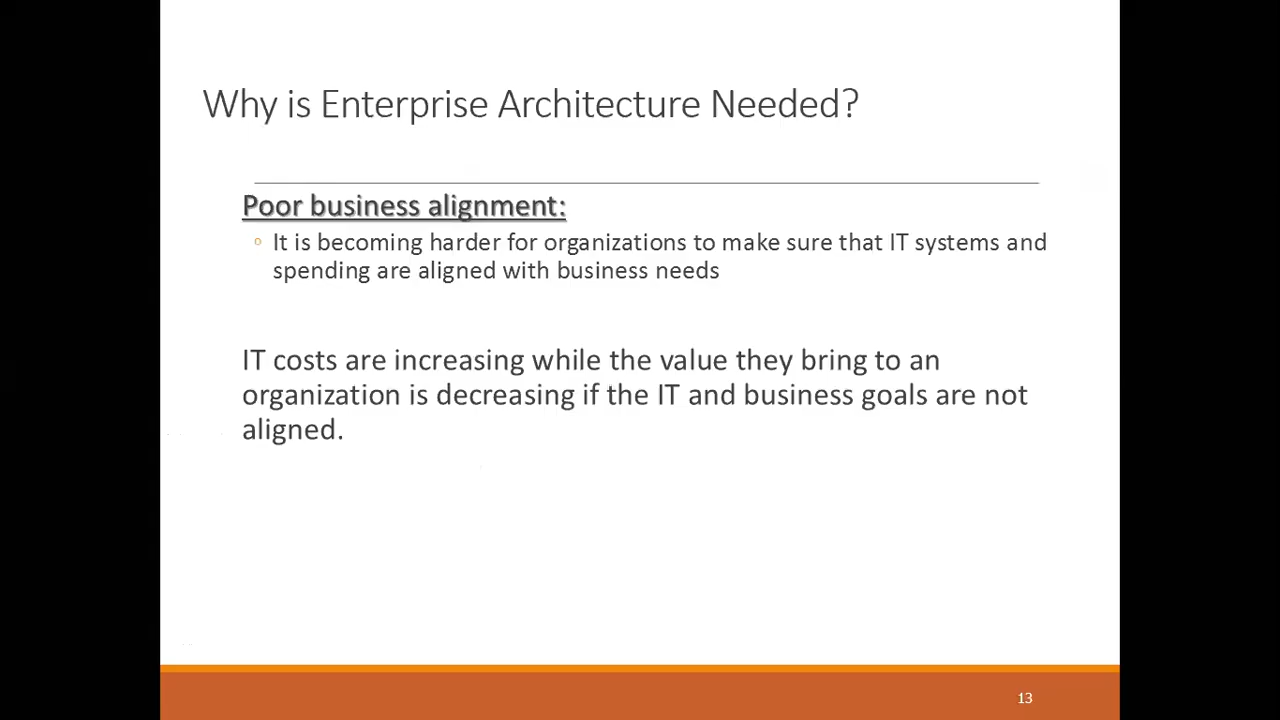 Why is Enterprise Architecture Needed?
Poor business alignment:
° It is becoming harder for organizations to make sure that IT systems and
spending are aligned with business needs
IT costs are increasing while the value they bring to an
organization is decreasing if the IT and business goals are not
aligned.
13